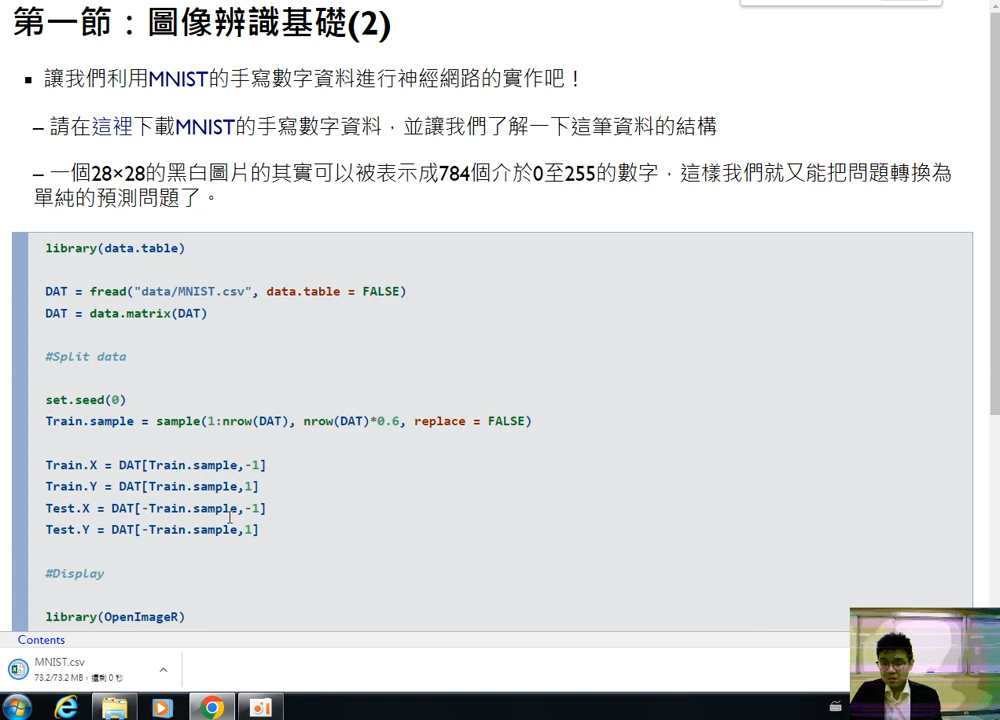 第一節：圖像辨識基礎(2)
讓我們利用MNIST的手寫數字資料進行神經網路的實作吧！
– 請在這裡下載MNIST的手寫數字資料，並讓我們了解一下這筆資料的結構
– 一個28×28的黑白圖片的其實可以被表示成784個介於0至255的數字，這樣我們就又能把問題轉換為
單純的預測問題了。
library(data.table)
DAT = fread("data/MNIST.csv", data.table = FALSE)
DAT = data.matrix(DAT)
#Split data
set.seed(0)
Train.sample = sample(1:nrow(DAT), nrow(DAT)*0.6, replace = FALSE)
Train.X = DAT[Train.sample,-1]
Train.Y = DAT[Train.sample,1]
Test.X = DAT[-Train.sample,-1]
Test.Y = DAT[-Train.sample,1]
#Display
library(OpenImageR)
Contents
MNIST.csv
73.2/73.2 MB，還剩 0 秒